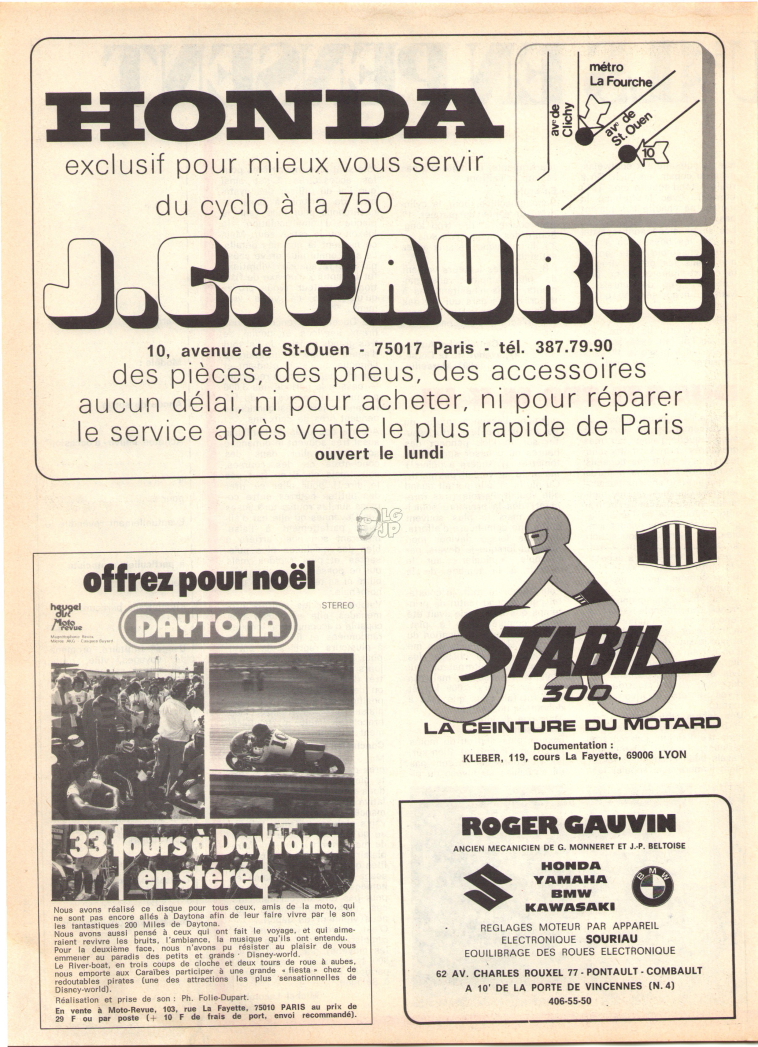 HONDA
exclusif pour mieux vous servir
du cyclo à la 750
métro
La Fourche
av e de
Clichy
av e de
St. Ouen
10
J.C. FAURIE
10, avenue de St-Ouen - 75017 Paris - tél. 387.79.90
des pièces, des pneus, des accessoires
aucun délai, ni pour acheter, ni pour réparer
le service après vente le plus rapide de Paris
ouvert le lundi
LG
JP
offrez pour noël
heugel
disc
Moto
revue
STEREO
DAYTONA
33 tours à Daytona
en stéréo
Nous avons réalisé ce disque pour tous ceux, amis de la moto, qui
ne sont pas encore allés à Daytona afin de leur faire vivre par le son
les fantastiques 200 Miles de Daytona.
Nous avons aussi pensé à ceux qui ont fait le voyage, et qui aime-
raient revivre les bruits, l'ambiance, la musique qu'ils ont entendu.
Pour la deuxième face, nous n'avons pu résister au plaisir de vous
emmener au paradis des petits et grands : Disney-world.
Le River-boat, en trois coups de cloche et deux tours de roue à aubes,
nous emporte aux Caraïbes participer à une grande « fiesta » chez de
redoutables pirates (une des attractions les plus sensationnelles de
Disney-world).
Réalisation et prise de son : Ph. Folie-Dupart.
En vente à Moto-Revue, 103, rue La Fayette, 75010 PARIS au prix de
29 F ou par poste (+ 10 F de frais de port, envoi recommandé).
STABIL
300
LA CEINTURE DU MOTARD
Documentation :
KLEBER, 119, cours La Fayette, 69006 LYON
ROGER GAUVIN
ANCIEN MECANICIEN DE G. MONNERET ET J.-P. BELTOISE
HONDA
YAMAHA
BMW
KAWASAKI
BMW
REGLAGES MOTEUR PAR APPAREIL
ELECTRONIQUE SOURIAU
EQUILIBRAGE DES ROUES ELECTRONIQUE
62 AV. CHARLES ROUXEL 77 - PONTAULT - COMBAULT
A 10' DE LA PORTE DE VINCENNES (N. 4)
406-55-50